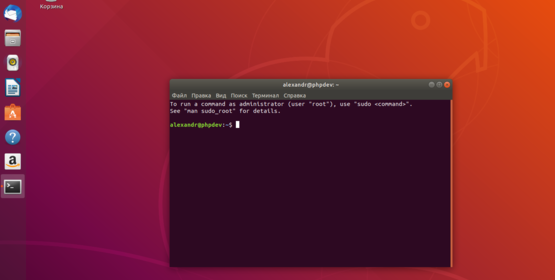 Корзина
alexandr@phpdev: ~
Файл Правка Вид Поиск Терминал Справка
To run a command as administrator (user "root"), use "sudo <command>".
See "man sudo_root" for details.
alexandr@phpdev:~$